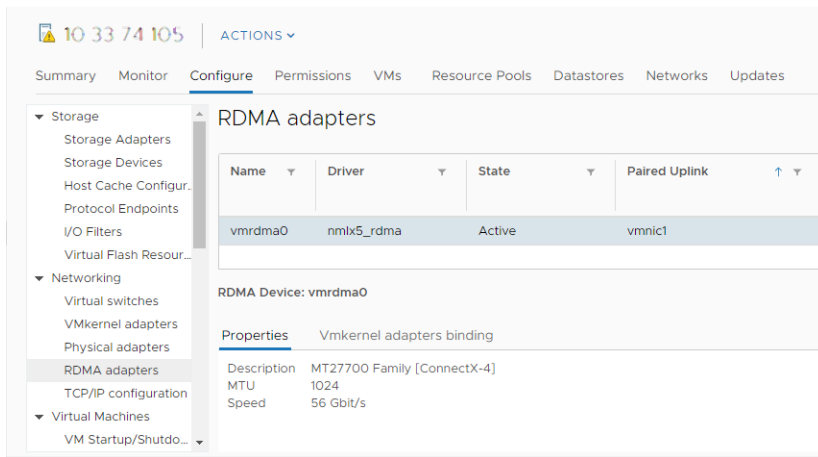 10 33 74 105 ACTIONS
Summary Monitor Configure Permissions VMs Resource Pools Datastores Networks Updates
Storage
Storage Adapters
Storage Devices
Host Cache Configur..
Protocol Endpoints
I/O Filters
Virtual Flash Resour...
Networking
Virtual switches
VMkernel adapters
Physical adapters
RDMA adapters
TCP/IP configuration
Virtual Machines
VM Startup/Shutdo...
RDMA adapters
Name Driver State Paired Uplink
vmrdma0 nmlx5_rdma Active vmnic1
RDMA Device: vmrdma0
Properties Vmkernel adapters binding
Description MT27700 Family [ConnectX-4]
MTU 1024
Speed 56 Gbit/s